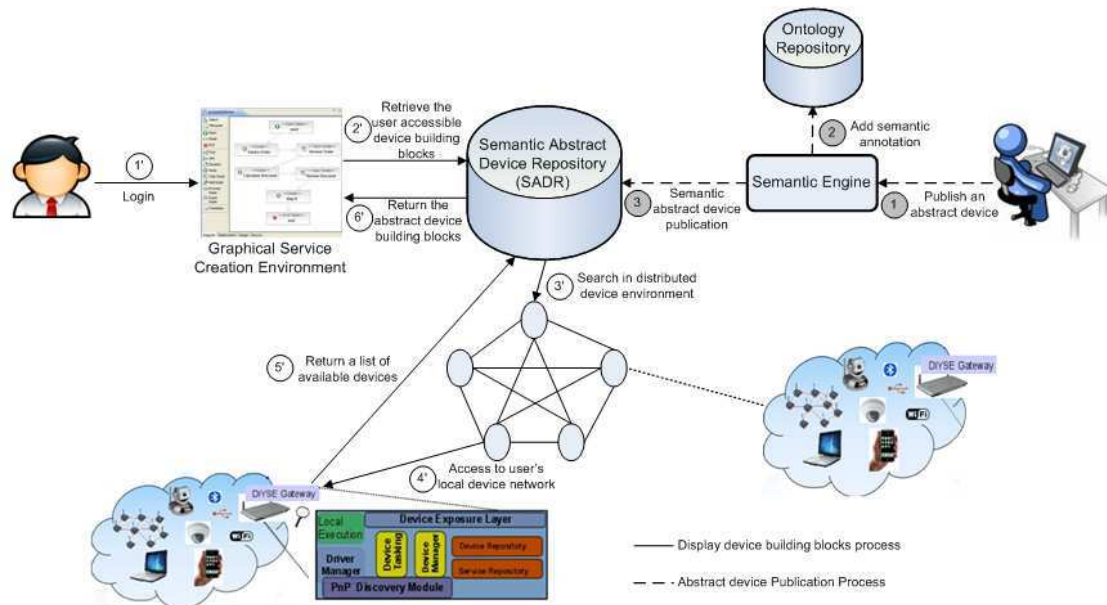 Ontology
Repository
2
Add semantic
annotation
Semantic Engine
1
Publish an
abstract device
3
Semantic
abstract device
publication
Semantic Abstract
Device Repository
(SADR)
1'
Login
2'
Retrieve the
user accessible
device building
blocks
6'
Return the
abstract device
building blocks
Graphical Service
Creation Environment
3'
Search in distributed
device environment
5'
Return a list of
available devices
4'
Access to user's
local device network
DIYSE Gateway
WiFi
DIYSE Gateway
WiFi
Local
Execution
Device Exposure Layer
Driver
Manager
Device
Tasking
Device
Manager
Device Repository
Service Repository
PnP Discovery Module
Display device building blocks process
Abstract device Publication Process